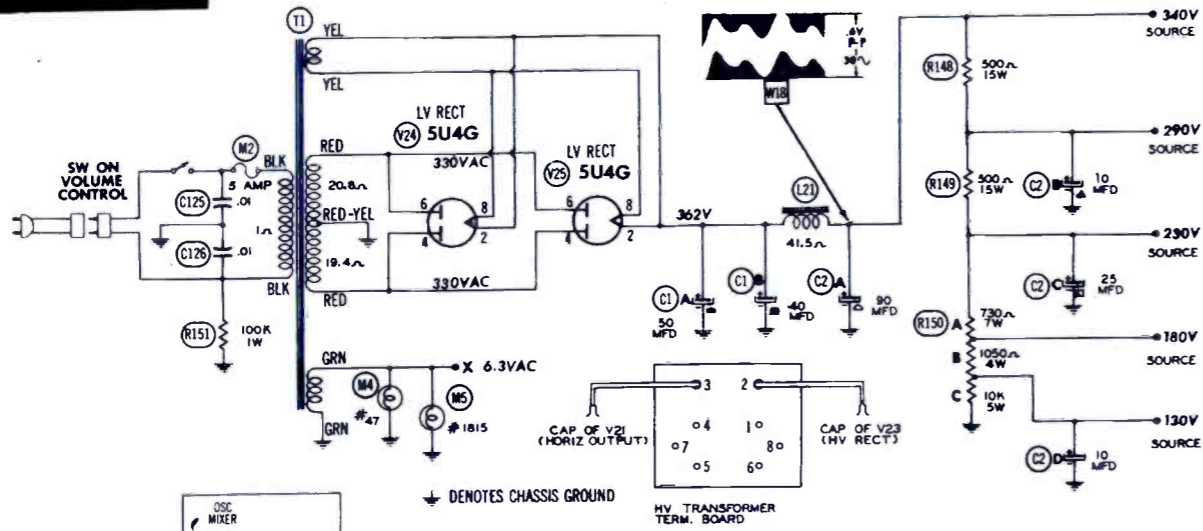 T1
YEL
YEL
LV RECT
V24 5U4G
LV RECT
V25 5U4G
RED
330VAC
20.8Ω
RED-YEL
19.4Ω
RED
330VAC
6
4
8
2
6
4
8
2
SW ON
VOLUME
CONTROL
M2
BLK
5 AMP
C125
.01
1Ω
C126
.01
BLK
R151
100K
1W
GRN
X 6.3VAC
M4
#47
M5
#1815
GRN
362V
.6V
P-P
30~
W18
L21
41.5Ω
C1 A
50
MFD
C1 B
40
MFD
C2 A
90
MFD
340V
SOURCE
R148
500Ω
15W
290V
SOURCE
C2 B
10
MFD
R149
500Ω
15W
230V
SOURCE
C2 C
25
MFD
R150 A
730Ω
7W
180V
SOURCE
B
1050Ω
4W
C
10K
5W
130V
SOURCE
C2 D
10
MFD
3
2
4
1
7
8
5
6
CAP OF V21
(HORIZ OUTPUT)
CAP OF V23
(HV RECT)
HV TRANSFORMER
TERM. BOARD
DENOTES CHASSIS GROUND
OSC
MIXER